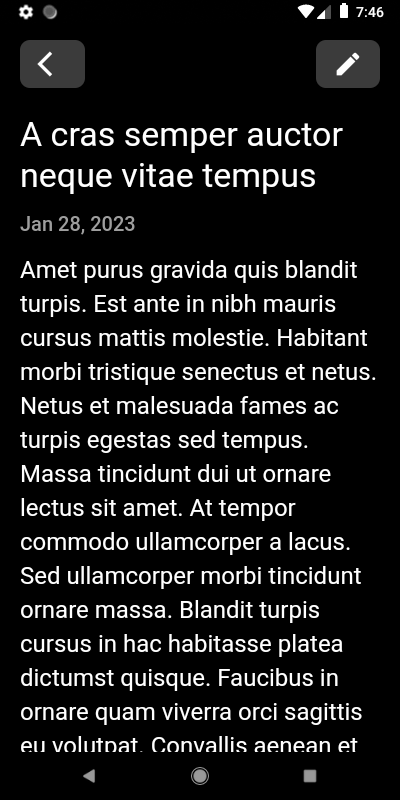 7:46
A cras semper auctor
neque vitae tempus
Jan 28, 2023
Amet purus gravida quis blandit
turpis. Est ante in nibh mauris
cursus mattis molestie. Habitant
morbi tristique senectus et netus.
Netus et malesuada fames ac
turpis egestas sed tempus.
Massa tincidunt dui ut ornare
lectus sit amet. At tempor
commodo ullamcorper a lacus.
Sed ullamcorper morbi tincidunt
ornare massa. Blandit turpis
cursus in hac habitasse platea
dictumst quisque. Faucibus in
ornare quam viverra orci sagittis
eu volutpat. Convallis aenean et